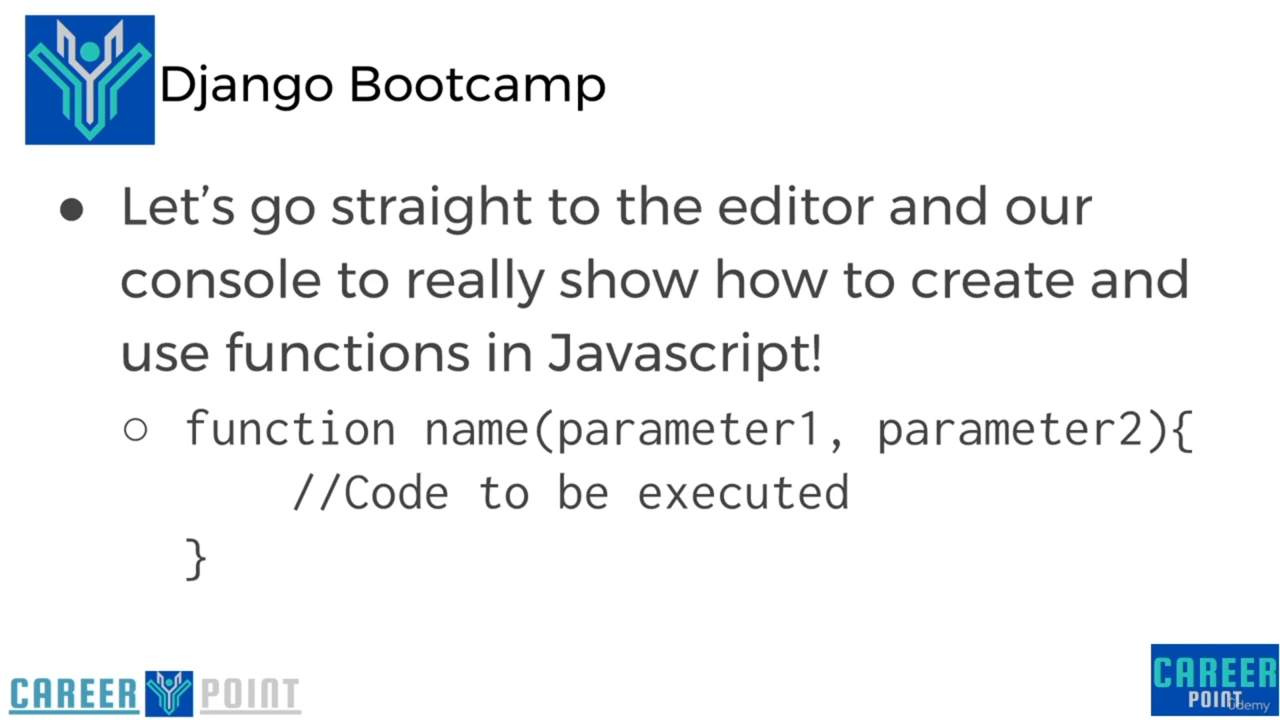 Django Bootcamp
● Let’s go straight to the editor and our
console to really show how to create and
use functions in Javascript!
○ function name(parameter1, parameter2){
//Code to be executed
}
CAREER POINT
CAREER
POINT
Udemy